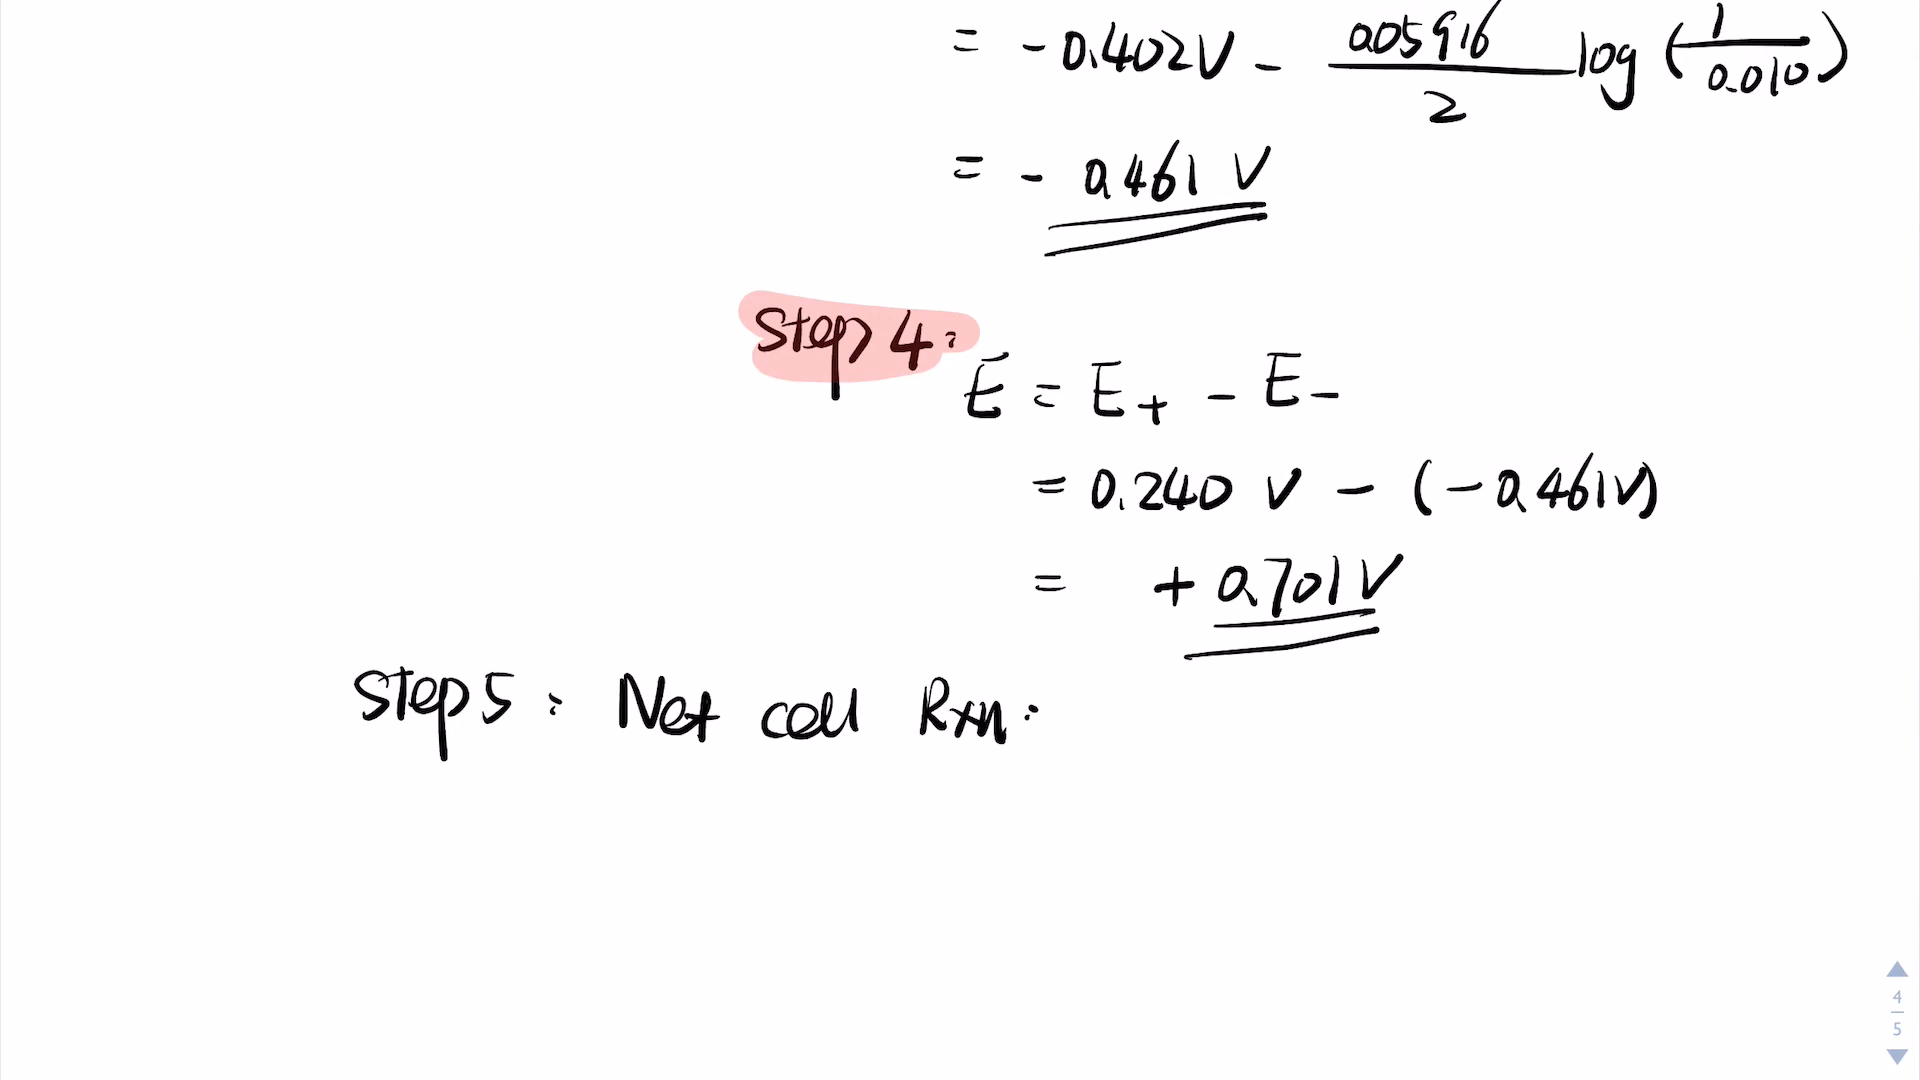 = - 0.402V - 0.05916/2 log (1/0.010)
= - 0.461 V
Step 4:
E = E+ - E-
= 0.240 V - (-0.461V)
= + 0.701V
Step 5: Net cell Rxn:
4
5